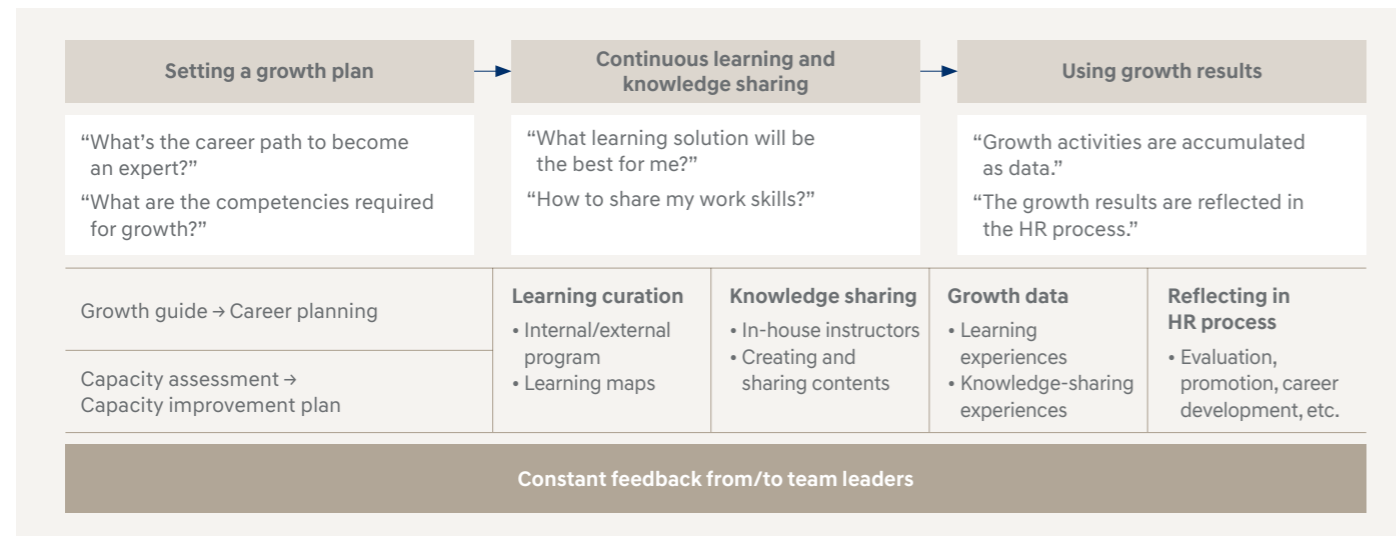 Setting a growth plan
Continuous learning and
knowledge sharing
Using growth results
“What’s the career path to become
an expert?”
“What are the competencies required
for growth?”
“What learning solution will be
the best for me?”
“How to share my work skills?”
“Growth activities are accumulated
as data.”
“The growth results are reflected in
the HR process.”
Growth guide → Career planning
Capacity assessment →
Capacity improvement plan
Learning curation
• Internal/external
program
• Learning maps
Knowledge sharing
• In-house instructors
• Creating and
sharing contents
Growth data
• Learning
experiences
• Knowledge-sharing
experiences
Reflecting in
HR process
• Evaluation,
promotion, career
development, etc.
Constant feedback from/to team leaders